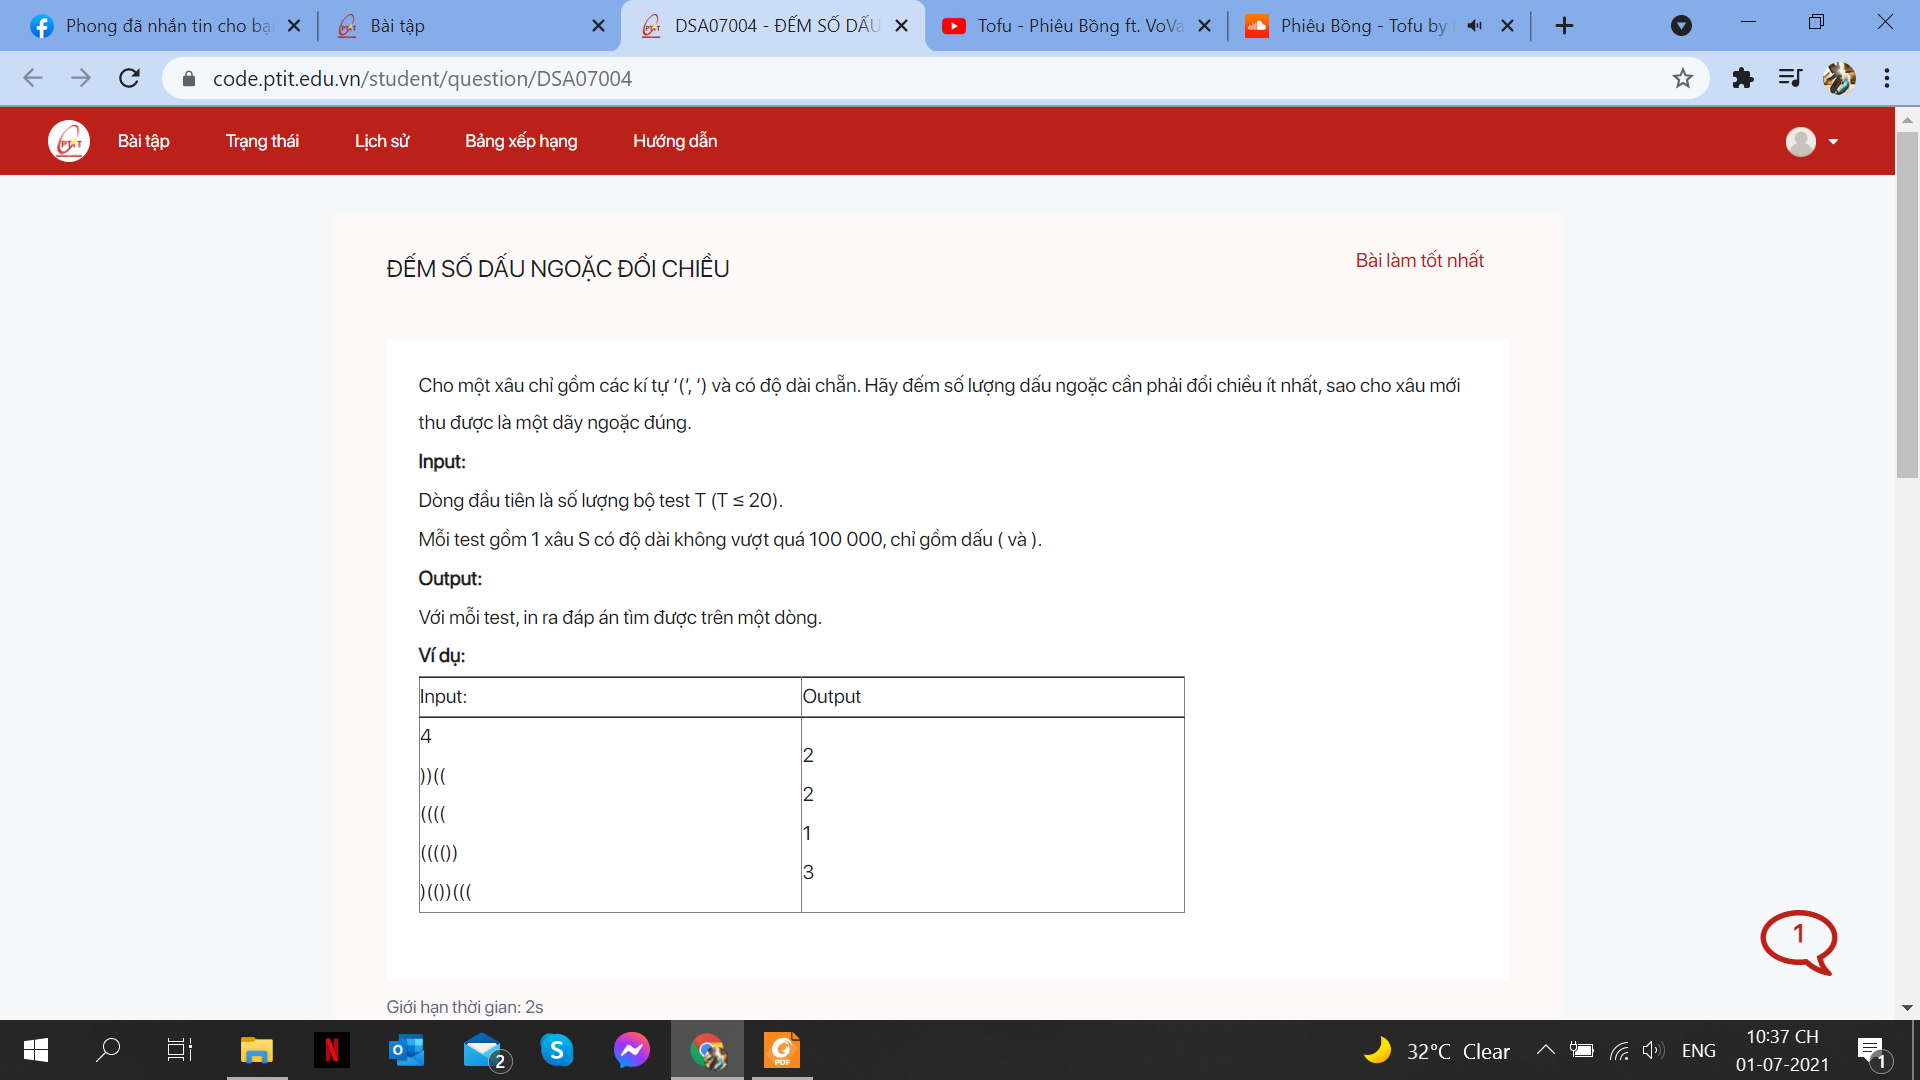 Phong đã nhắn tin cho bạ
Bài tập
DSA07004 - ĐẾM SỐ DẤU
Tofu - Phiêu Bồng ft. VoVa
Phiêu Bồng - Tofu by
code.ptit.edu.vn/student/question/DSA07004
PTIT
Bài tập
Trạng thái
Lịch sử
Bảng xếp hạng
Hướng dẫn
ĐẾM SỐ DẤU NGOẶC ĐỔI CHIỀU
Bài làm tốt nhất
Cho một xâu chỉ gồm các kí tự ‘(‘, ‘) và có độ dài chẵn. Hãy đếm số lượng dấu ngoặc cần phải đổi chiều ít nhất, sao cho xâu mới
thu được là một dãy ngoặc đúng.
Input:
Dòng đầu tiên là số lượng bộ test T (T ≤ 20).
Mỗi test gồm 1 xâu S có độ dài không vượt quá 100 000, chỉ gồm dấu ( và ).
Output:
Với mỗi test, in ra đáp án tìm được trên một dòng.
Ví dụ:
Input:
Output
4
))((
((((
(((())
)(())(((
2
2
1
3
1
Giới hạn thời gian: 2s
2
PDF
32°C Clear
ENG
10:37 CH
01-07-2021
1